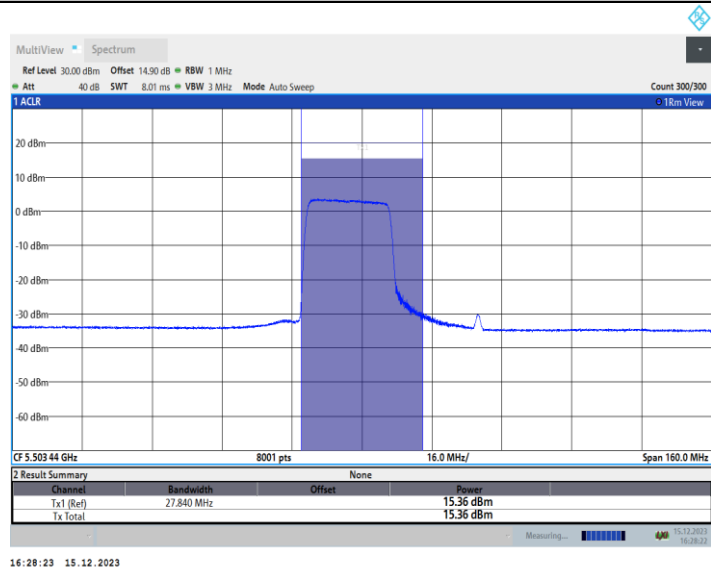 MultiView Spectrum
Ref Level 30.00 dBm Offset 14.90 dB RBW 1 MHz
Att 40 dB SWT 8.01 ms VBW 3 MHz Mode Auto Sweep Count 300/300
1 ACLR 1Rm View
20 dBm
10 dBm
0 dBm
-10 dBm
-20 dBm
-30 dBm
-40 dBm
-50 dBm
-60 dBm
CF 5.503 44 GHz 8001 pts 16.0 MHz/ Span 160.0 MHz
2 Result Summary None
Channel Bandwidth Offset Power
Tx1 (Ref) 27.840 MHz 15.36 dBm
Tx Total 15.36 dBm
Measuring... 15.12.2023
16:28:22
16:28:23 15.12.2023